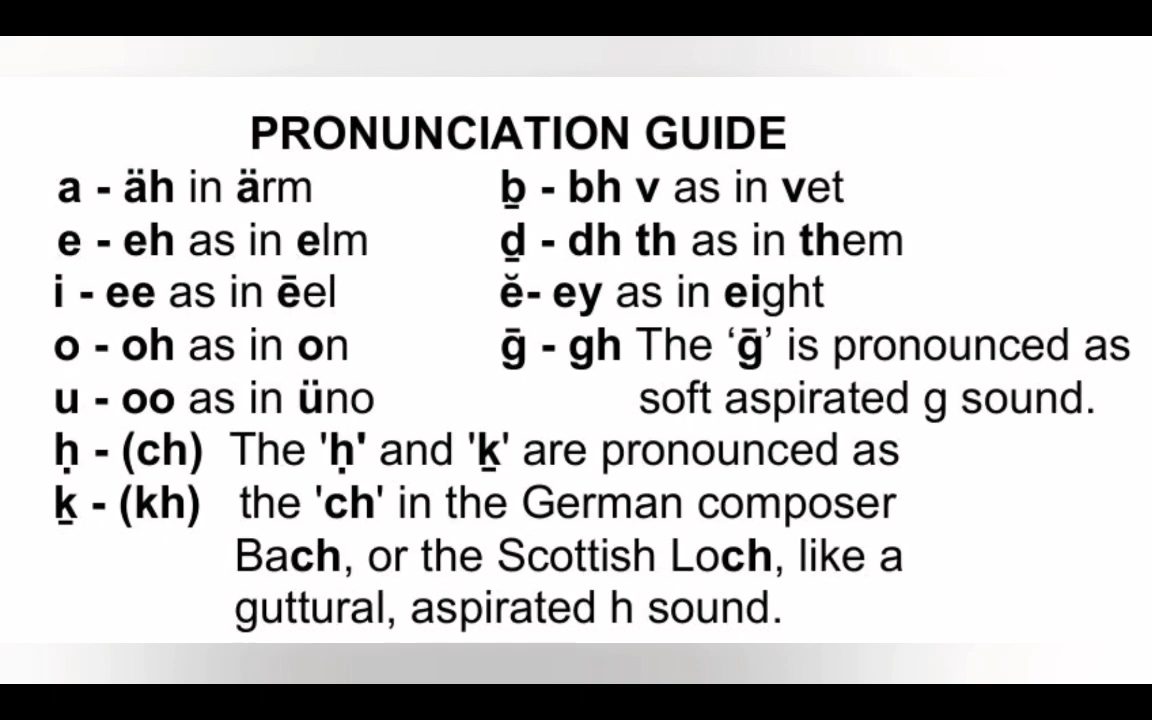 PRONUNCIATION GUIDE
a - äh in ärm
e - eh as in elm
i - ee as in ēel
o - oh as in on
u - oo as in üno
ḇ - bh v as in vet
ḏ - dh th as in them
ĕ- ey as in eight
ḡ - gh The ‘ḡ’ is pronounced as
soft aspirated g sound.
ḥ - (ch) The 'ḥ' and 'ḵ' are pronounced as
ḵ - (kh) the 'ch' in the German composer
Bach, or the Scottish Loch, like a
guttural, aspirated h sound.